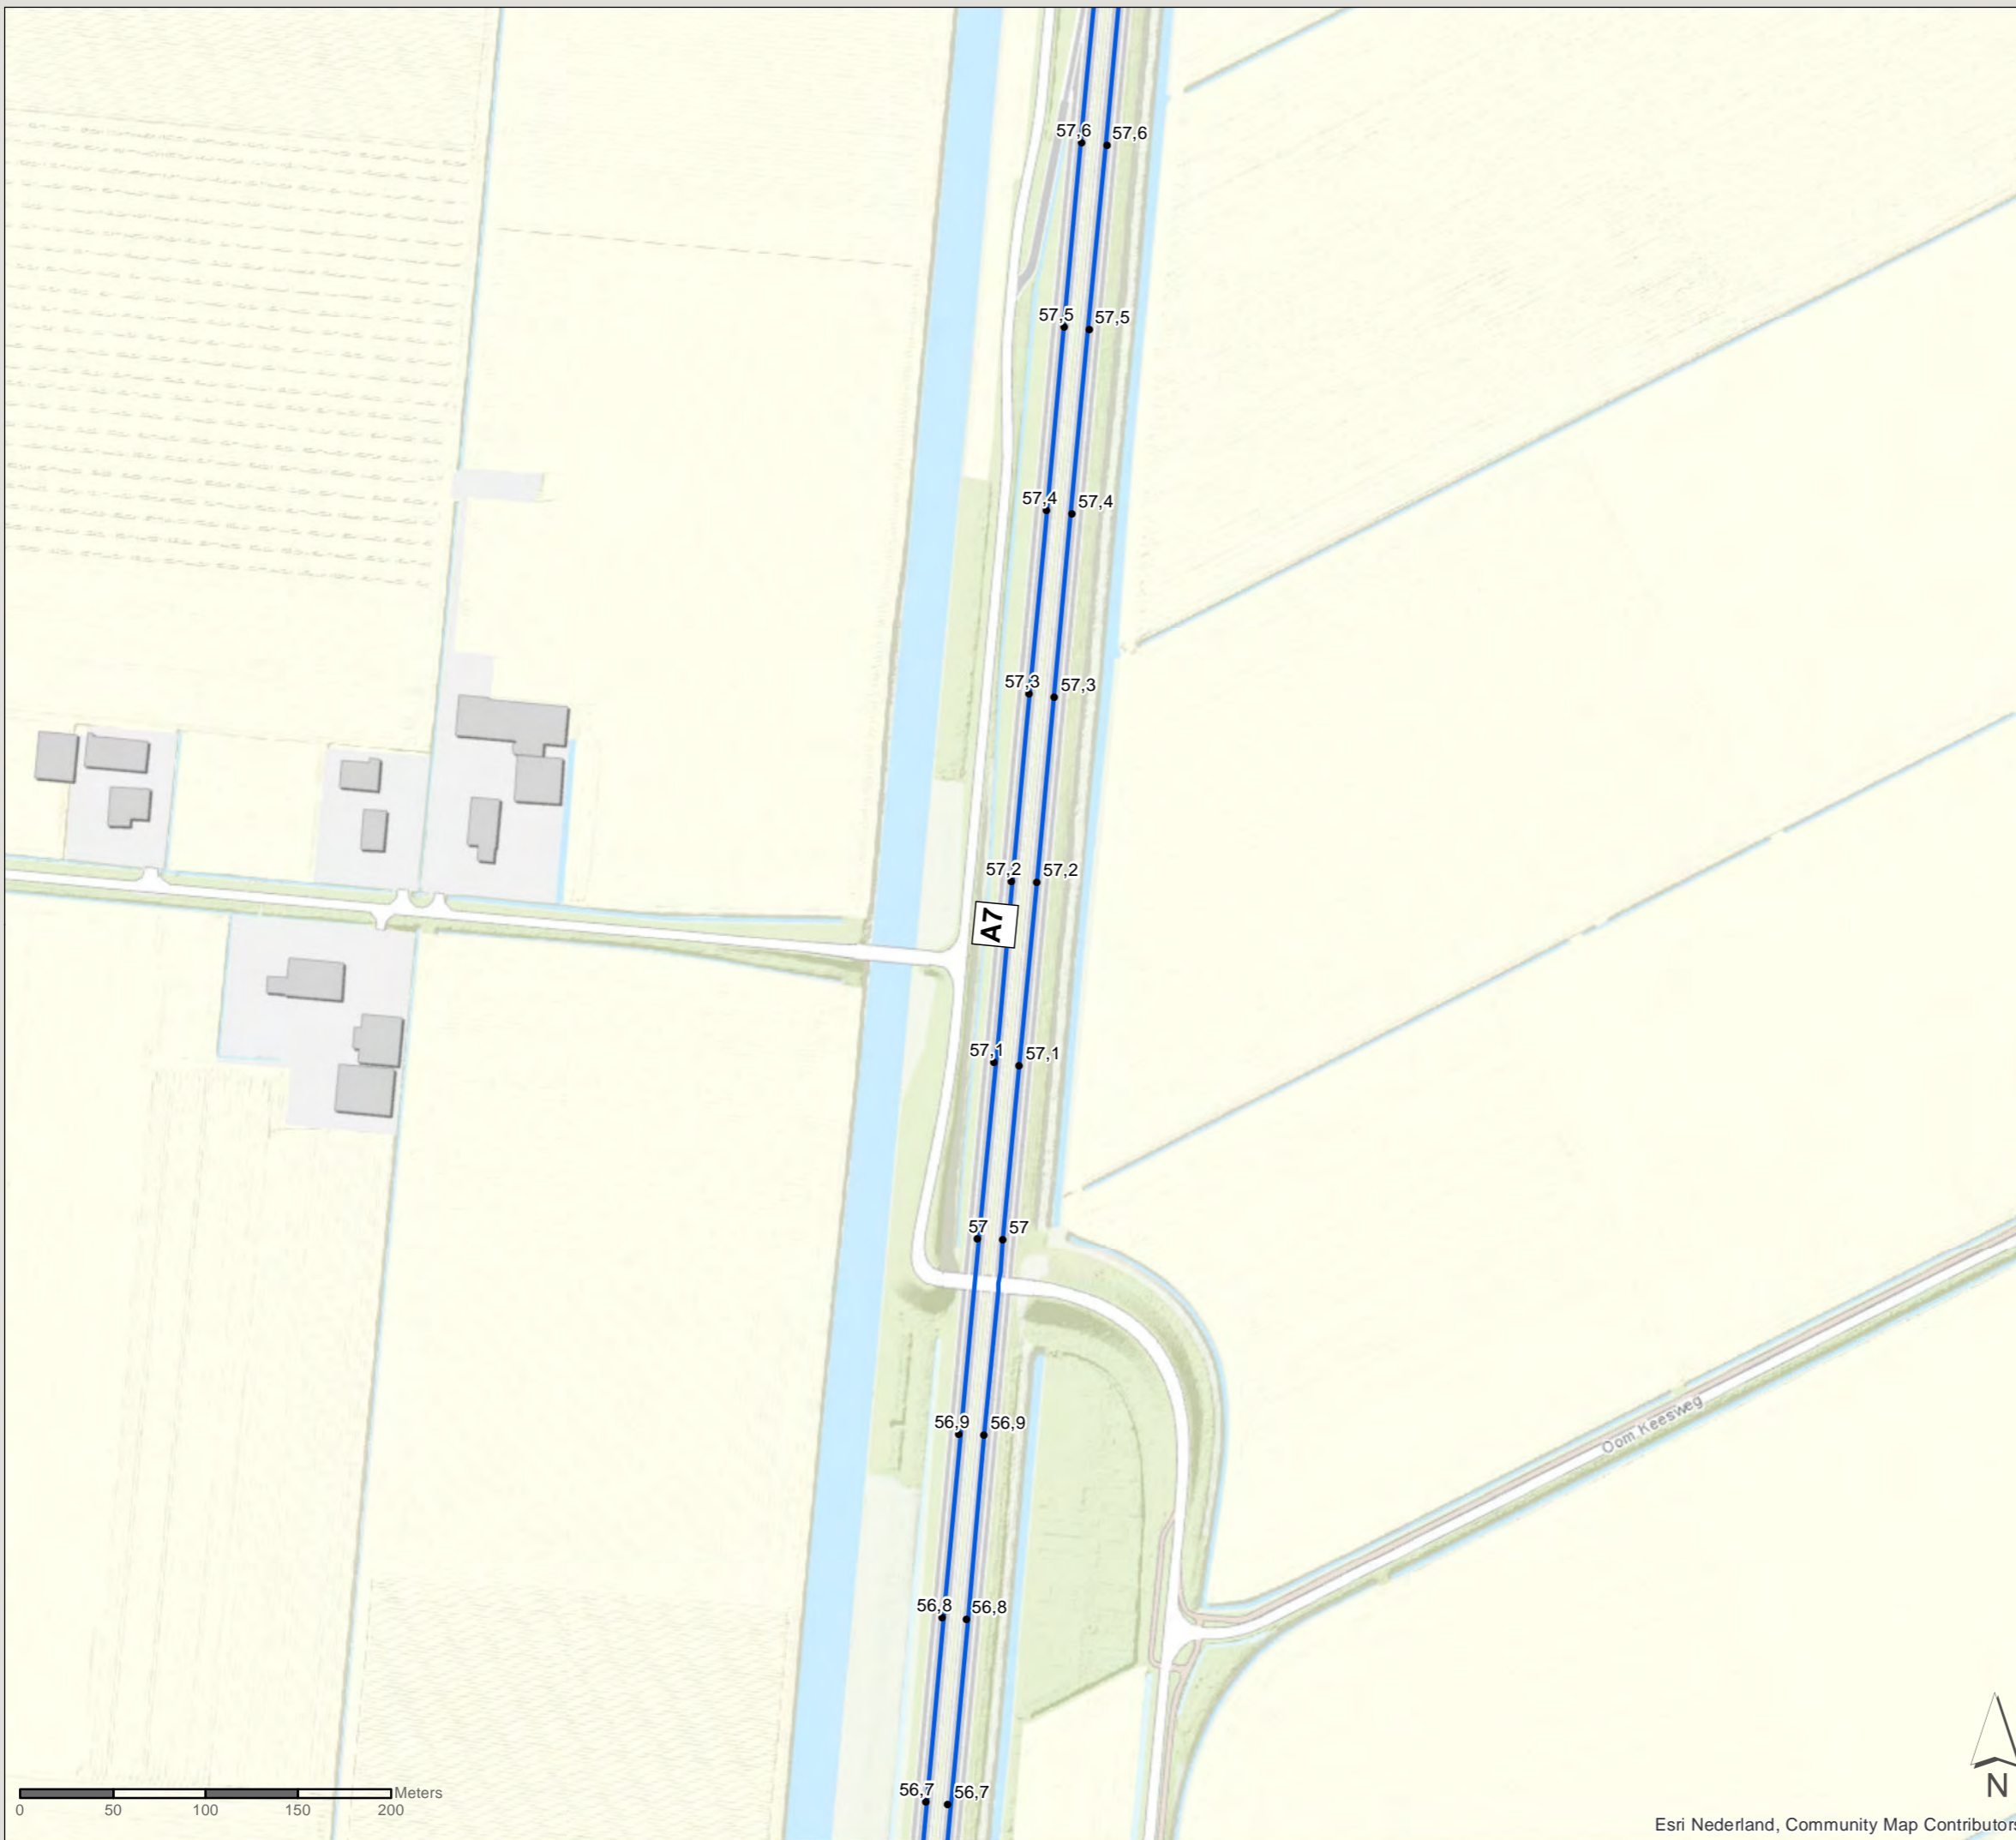 57,6 57,6
57,5 57,5
57,4 57,4
57,3 57,3
57,2 57,2
A7
57,1 57,1
57 57
56,9 56,9
Oom Keesweg
56,8 56,8
56,7 56,7
Meters
0 50 100 150 200
N
Esri Nederland, Community Map Contributors